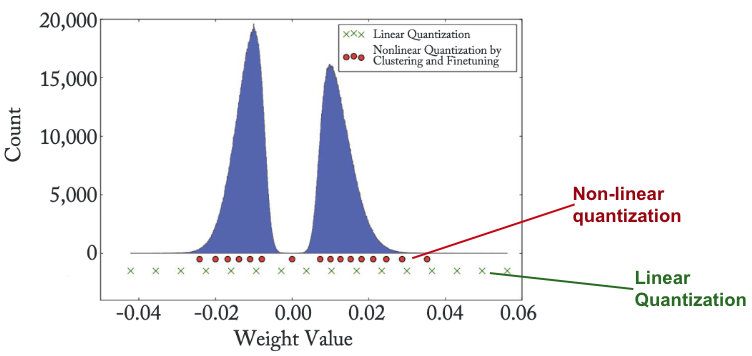 20,000
15,000
10,000
5,000
0
Count
Linear Quantization
Nonlinear Quantization by
Clustering and Finetuning
Non-linear
quantization
Linear
Quantization
-0.04
-0.02
0.00
0.02
0.04
0.06
Weight Value